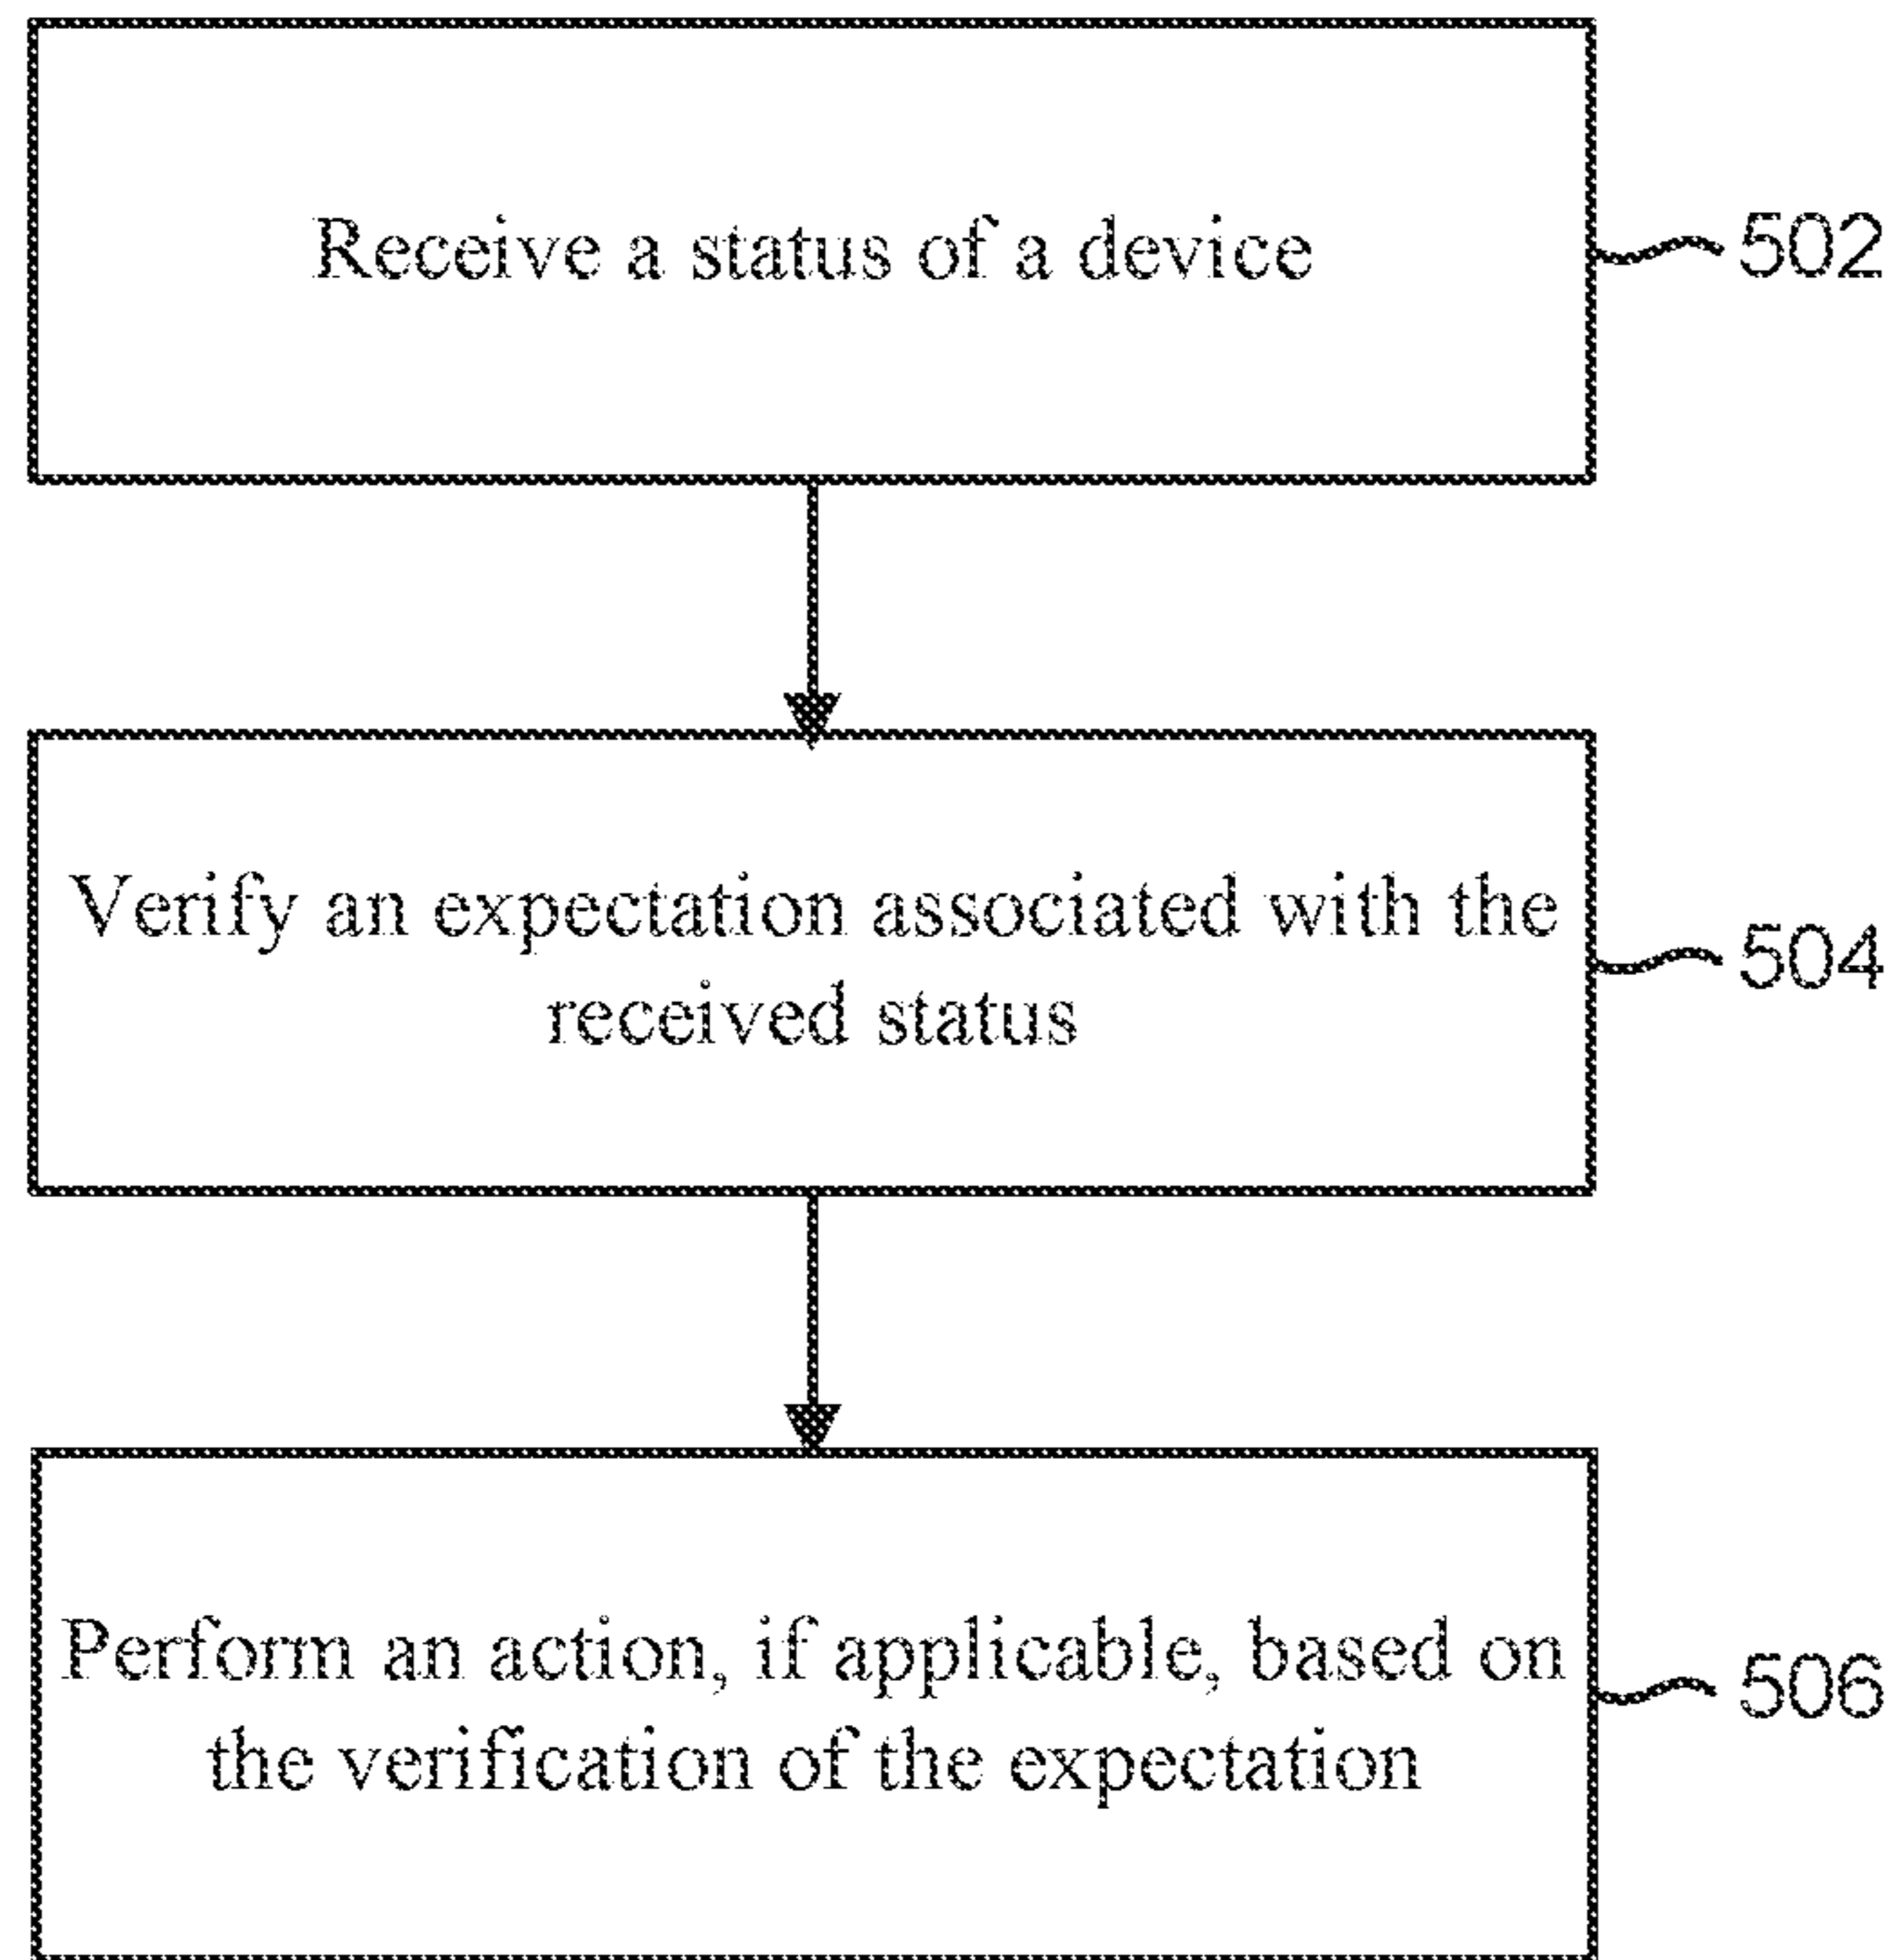 Receive a status of a device
502
Verify an expectation associated with the
received status
504
Perform an action, if applicable, based on
the verification of the expectation
506